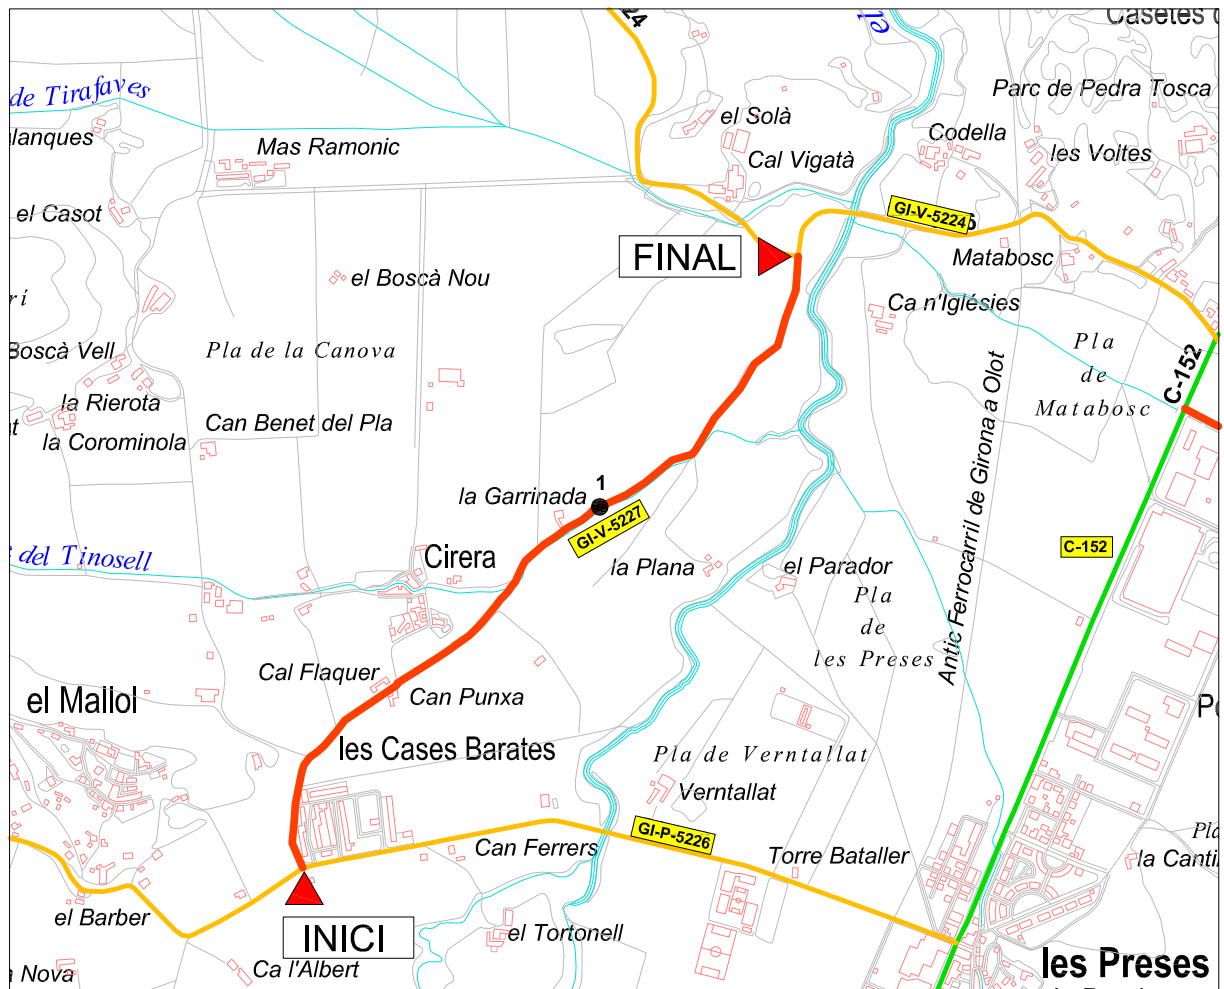 24
el
Casetes
de Tirafaves
Parc de Pedra Tosca
el Solà
Codella
les Voltes
Mas Ramonic
Cal Vigatà
el Casot
GI-V-5224
FINAL
Matabosc
el Boscà Nou
Ca n'Iglésies
Boscà Vell
Pla de la Canova
Pla
de
Matabosc
C-152
la Rierota
Can Benet del Pla
la Corominola
Antic Ferrocarril de Girona a Olot
1
la Garrinada
GI-V-5227
C-152
del Tinosell
Cirera
la Plana
el Parador
Pla
de
les Preses
Cal Flaquer
Can Punxa
el Mallol
les Cases Barates
Pla de Verntallat
Verntallat
GI-P-5226
Can Ferrers
Torre Bataller
Pla
la Canti
el Barber
INICI
el Tortonell
Ca l'Albert
Nova
les Preses